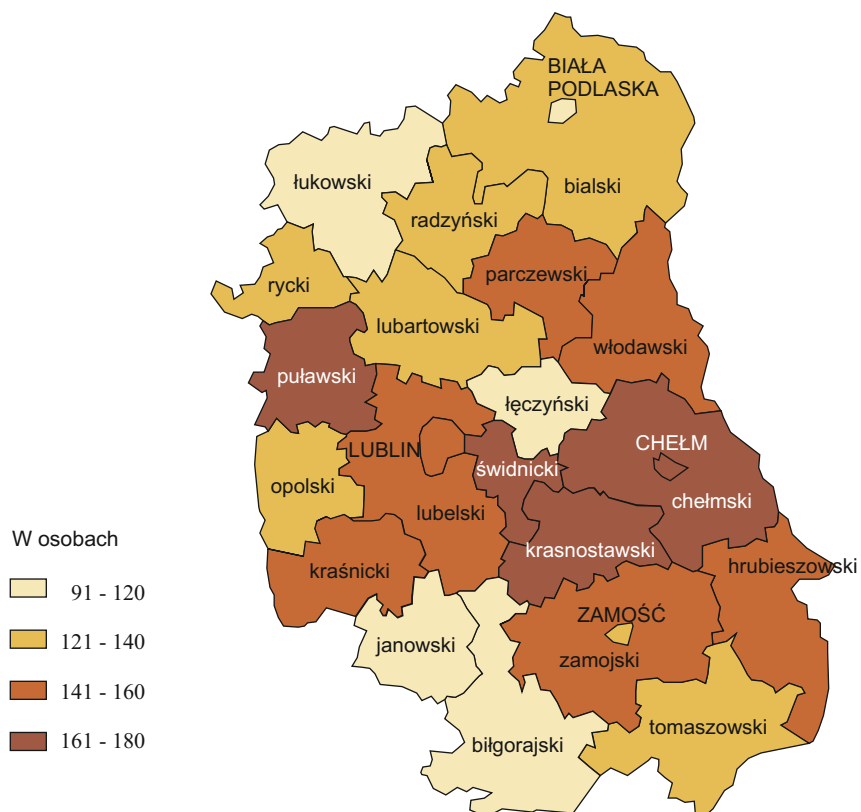 BIAŁA
PODLASKA
łukowski
bialski
radzyński
rycki
parczewski
lubartowski
włodawski
puławski
łęczyński
LUBLIN
świdnicki
CHEŁM
opolski
chełmski
lubelski
krasnostawski
kraśnicki
hrubieszowski
ZAMOŚĆ
janowski
zamojski
biłgorajski
tomaszowski
W osobach
91 - 120
121 - 140
141 - 160
161 - 180